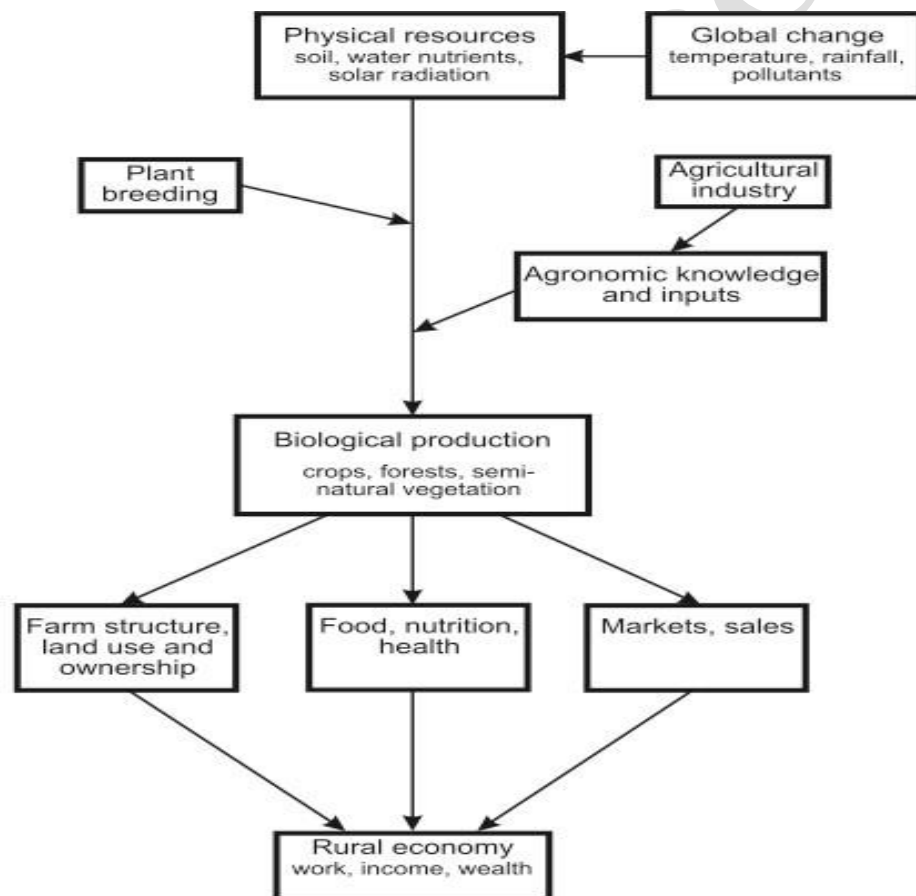 Physical resources
soil, water nutrients,
solar radiation
Global change
temperature, rainfall,
pollutants
Plant
breeding
Agricultural
industry
Agronomic knowledge
and inputs
Biological production
crops, forests, semi-
natural vegetation
Farm structure,
land use and
ownership
Food, nutrition,
health
Markets, sales
Rural economy
work, income, wealth